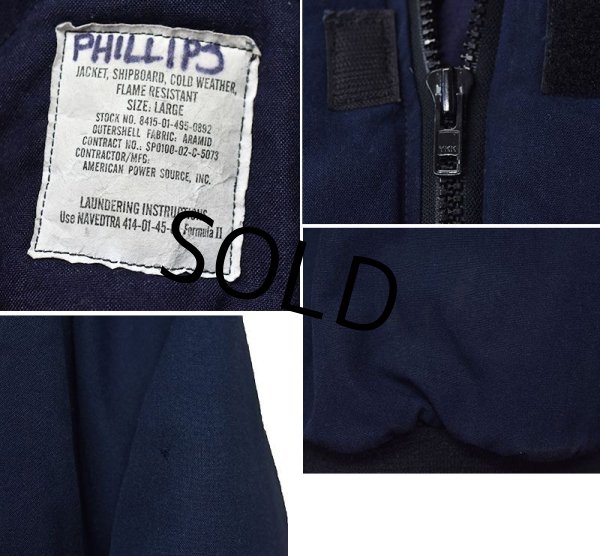 PHILLIPS
JACKET, SHIPBOARD, COLD WEATHER,
FLAME RESISTANT
SIZE: LARGE
STOCK NO. 8415-01-495-0892
OUTERSHELL FABRIC: ARAMID
CONTRACT NO.: SP0100-02-C-5073
CONTRACTOR/MFG:
AMERICAN POWER SOURCE, INC.
LAUNDERING INSTRUCTIONS
Use NAVEDTRA 414-01-45- Formula II
YKK
SOLD